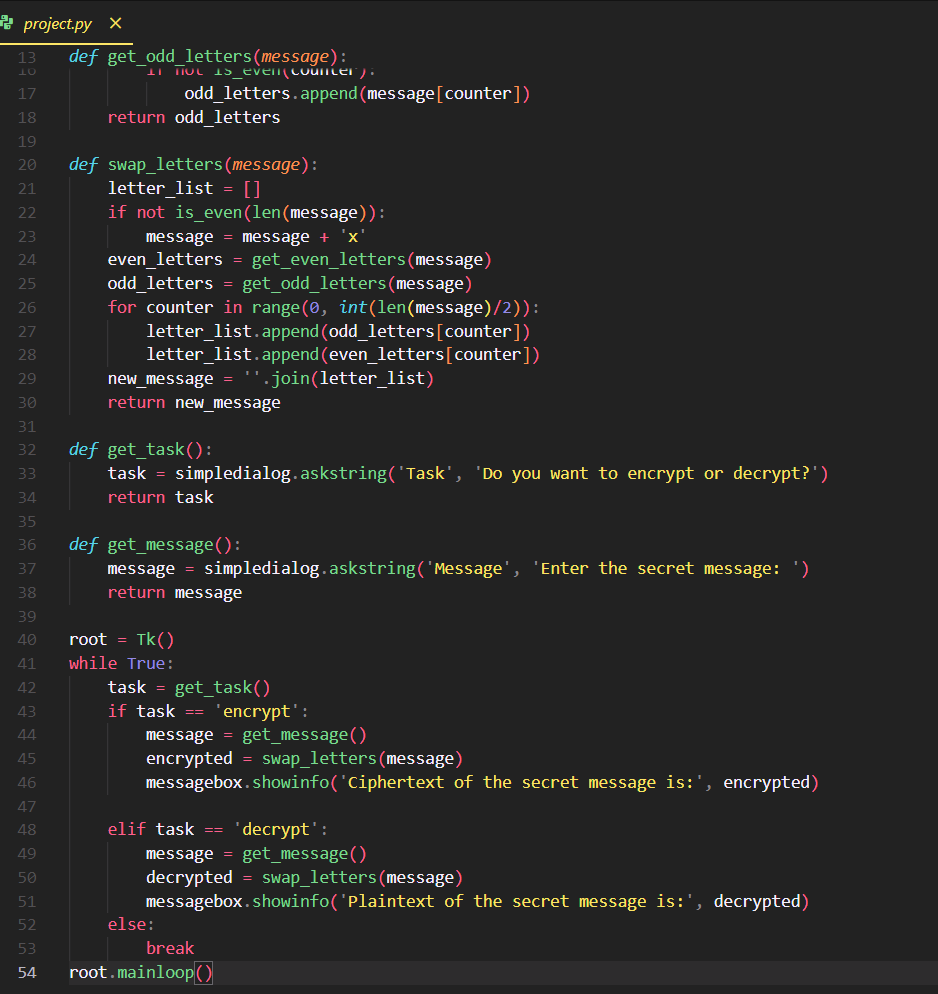 project.py
13 def get_odd_letters(message):
16 if not is_even(counter):
17 odd_letters.append(message[counter])
18 return odd_letters
19
20 def swap_letters(message):
21 letter_list = []
22 if not is_even(len(message)):
23 message = message + 'x'
24 even_letters = get_even_letters(message)
25 odd_letters = get_odd_letters(message)
26 for counter in range(0, int(len(message)/2)):
27 letter_list.append(odd_letters[counter])
28 letter_list.append(even_letters[counter])
29 new_message = ''.join(letter_list)
30 return new_message
31
32 def get_task():
33 task = simpledialog.askstring('Task', 'Do you want to encrypt or decrypt?')
34 return task
35
36 def get_message():
37 message = simpledialog.askstring('Message', 'Enter the secret message: ')
38 return message
39
40 root = Tk()
41 while True:
42 task = get_task()
43 if task == 'encrypt':
44 message = get_message()
45 encrypted = swap_letters(message)
46 messagebox.showinfo('Ciphertext of the secret message is:', encrypted)
47
48 elif task == 'decrypt':
49 message = get_message()
50 decrypted = swap_letters(message)
51 messagebox.showinfo('Plaintext of the secret message is:', decrypted)
52 else:
53 break
54 root.mainloop()